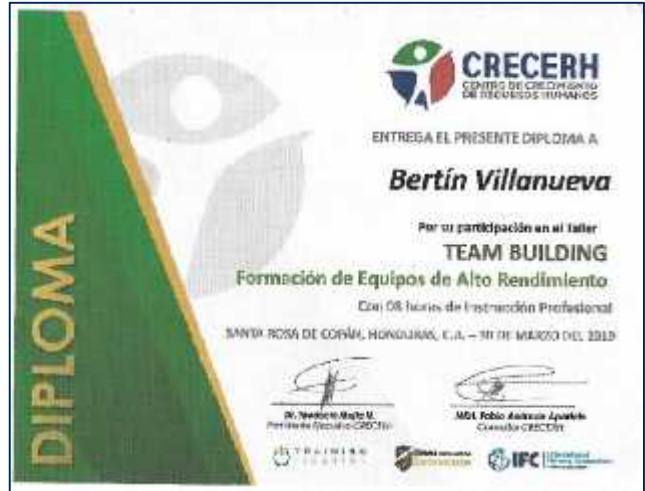 CRECERH
CENTRO DE CRECIMIENTO
DE RECURSOS HUMANOS
ENTREGA EL PRESENTE DIPLOMA A
Bertín Villanueva
Por su participación en el Taller
TEAM BUILDING
Formación de Equipos de Alto Rendimiento
Con 08 horas de Instrucción Profesional
SANTA ROSA DE COPÁN, HONDURAS, C.A. – 30 DE MARZO DEL 2019
DIPLOMA
Presidente Ejecutivo CRECERH
Consultor CRECERH
TRAINING
IFC